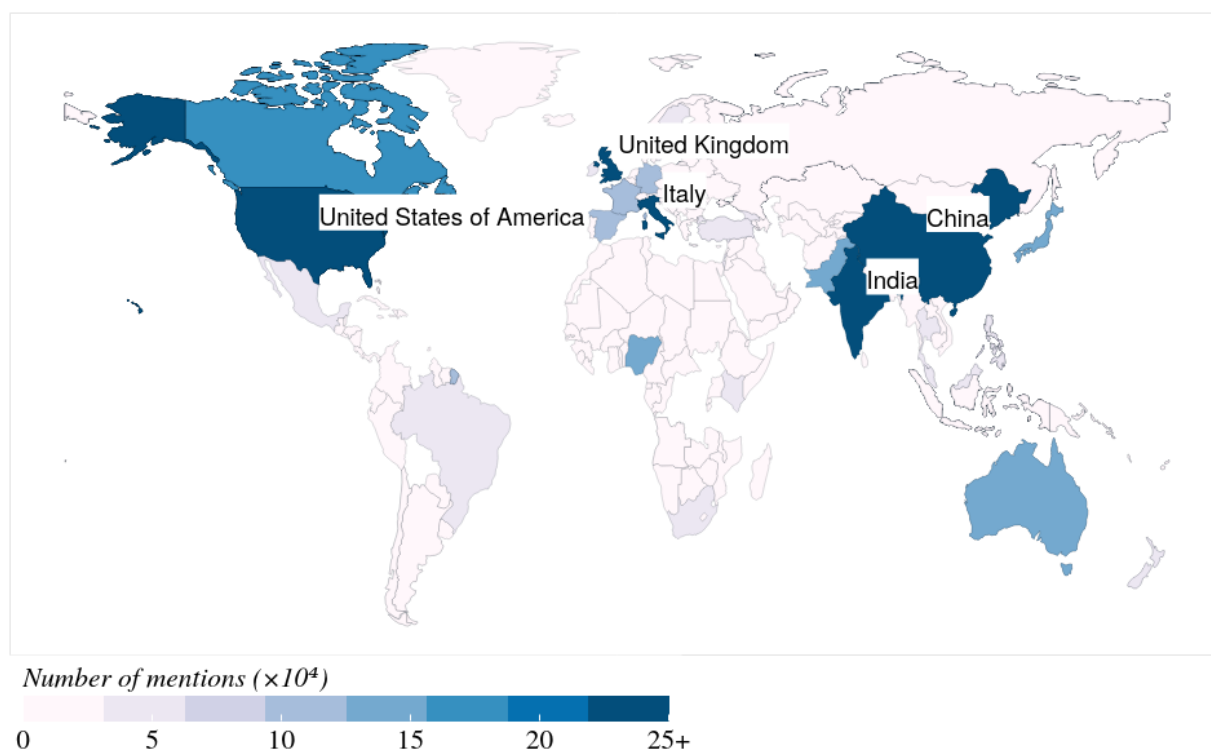 United Kingdom
Italy
United States of America
China
India
Number of mentions (×10⁴)
0 5 10 15 20 25+